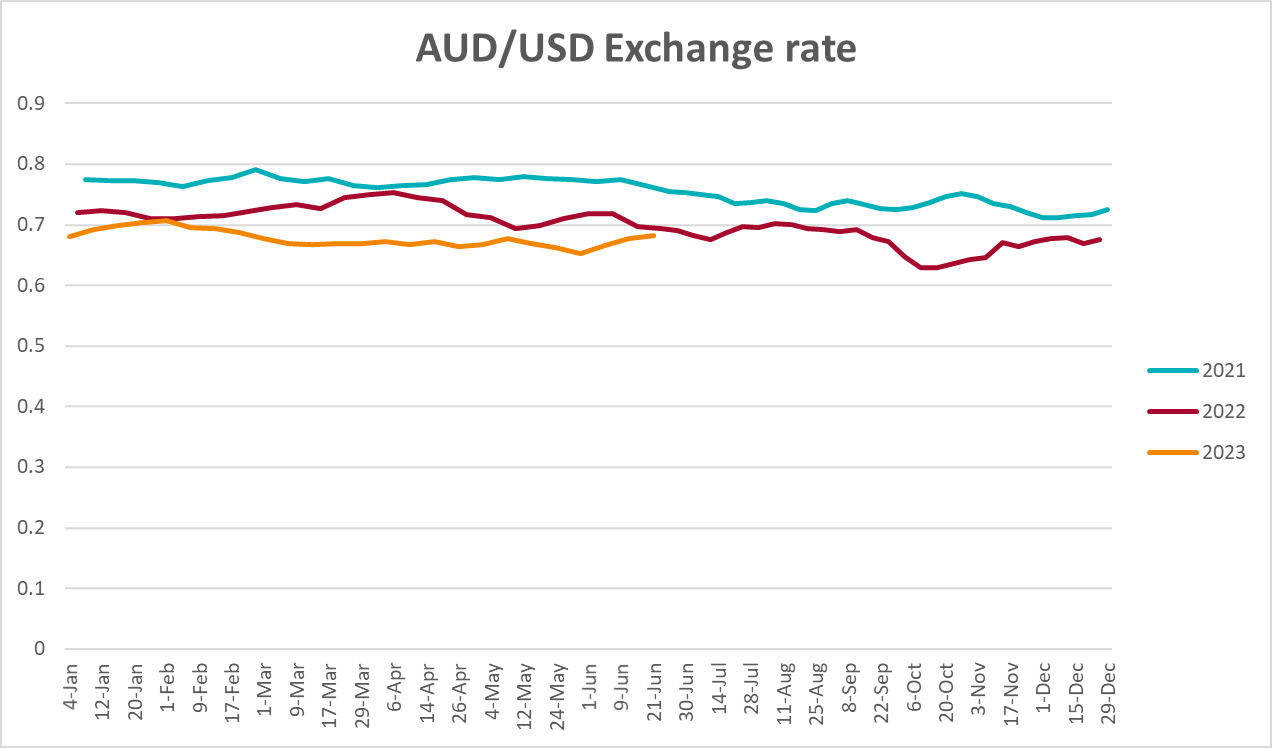 AUD/USD Exchange rate
0.9
0.8
0.7
0.6
0.5
0.4
0.3
0.2
0.1
0
2021
2022
2023
4-Jan
12-Jan
20-Jan
1-Feb
9-Feb
17-Feb
1-Mar
9-Mar
17-Mar
29-Mar
6-Apr
14-Apr
26-Apr
4-May
12-May
24-May
1-Jun
9-Jun
21-Jun
30-Jun
14-Jul
28-Jul
11-Aug
25-Aug
8-Sep
22-Sep
6-Oct
20-Oct
3-Nov
17-Nov
1-Dec
15-Dec
29-Dec